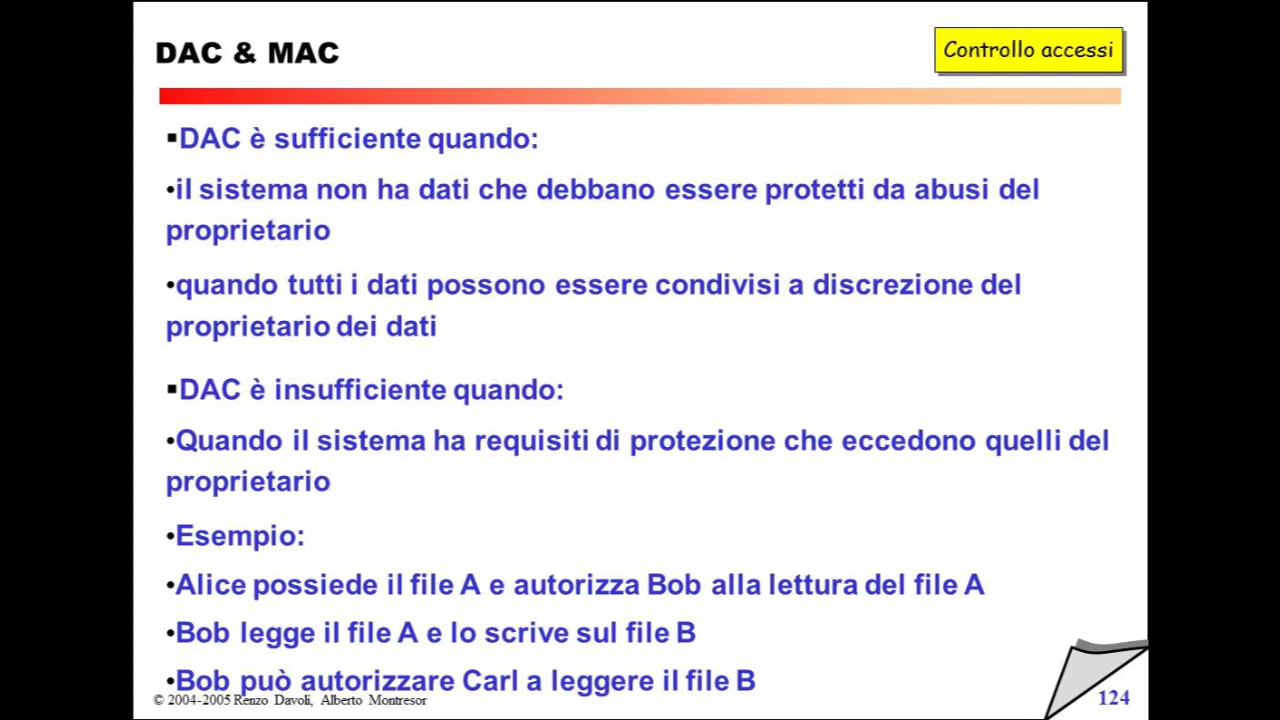 DAC & MAC
Controllo accessi
▪DAC è sufficiente quando:
•il sistema non ha dati che debbano essere protetti da abusi del
proprietario
•quando tutti i dati possono essere condivisi a discrezione del
proprietario dei dati
▪DAC è insufficiente quando:
•Quando il sistema ha requisiti di protezione che eccedono quelli del
proprietario
•Esempio:
•Alice possiede il file A e autorizza Bob alla lettura del file A
•Bob legge il file A e lo scrive sul file B
•Bob può autorizzare Carl a leggere il file B
© 2004-2005 Renzo Davoli, Alberto Montresor
124